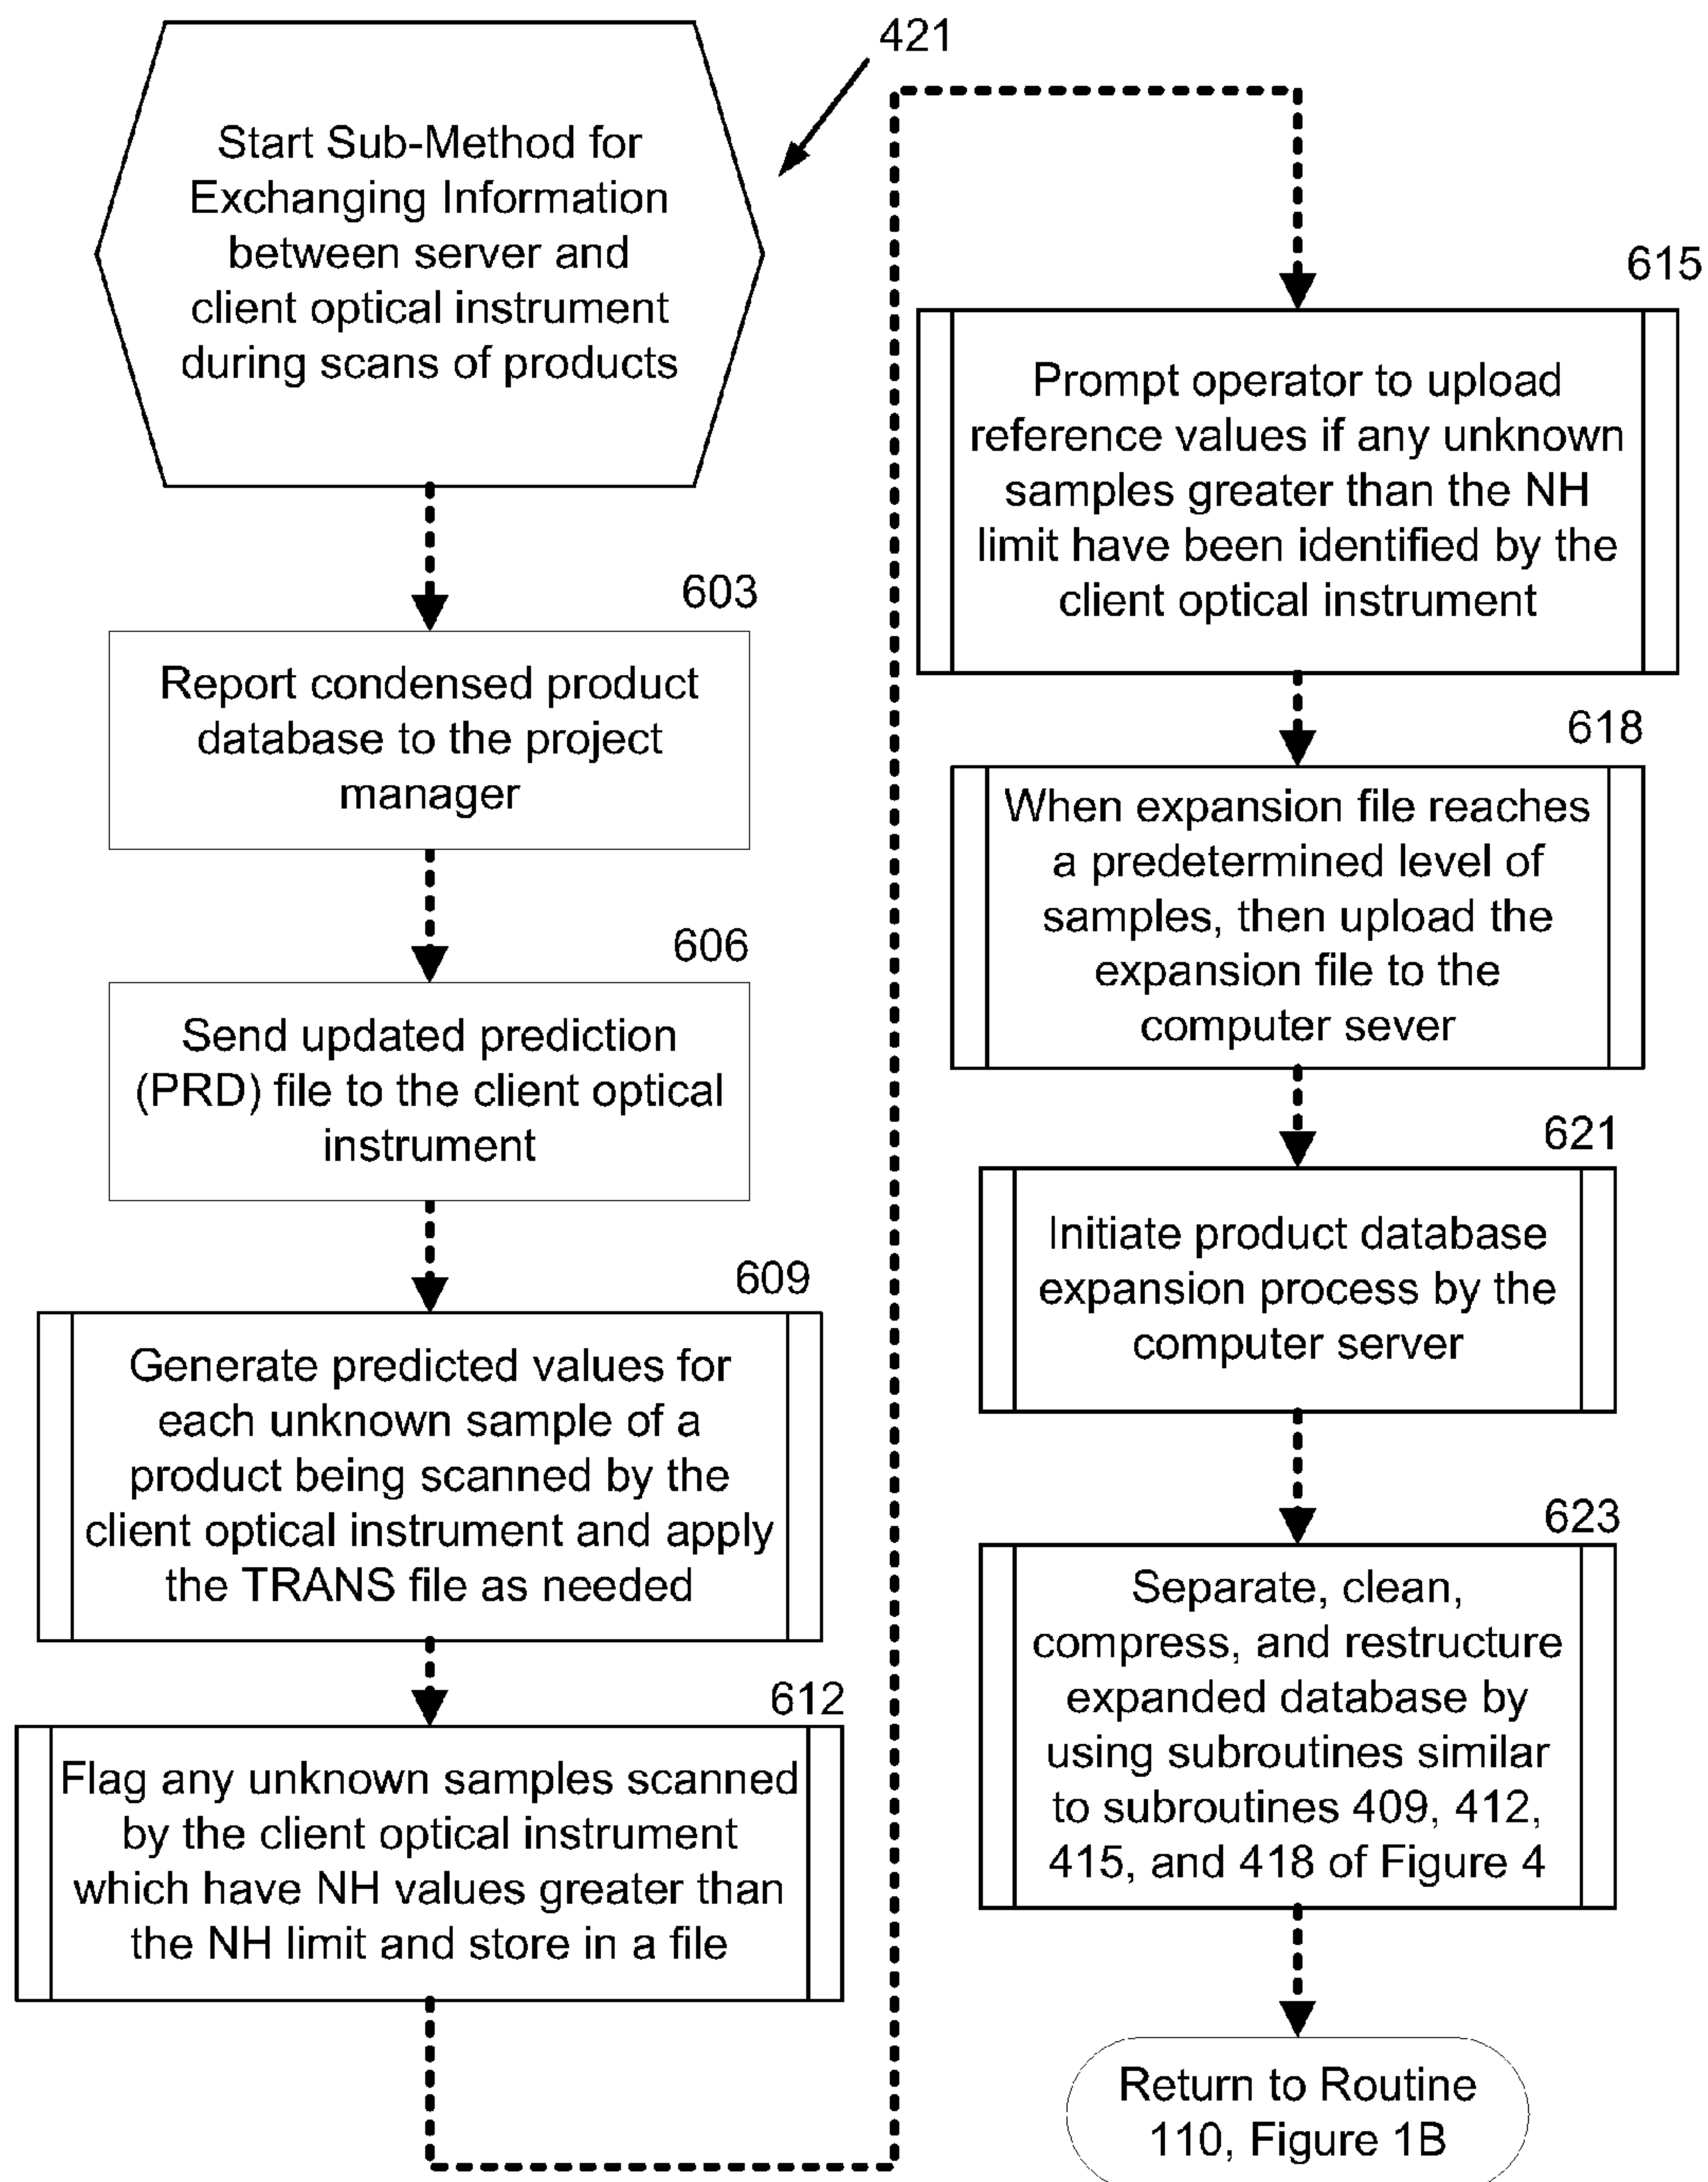 421
Start Sub-Method for
Exchanging Information
between server and
client optical instrument
during scans of products
603
Report condensed product
database to the project
manager
606
Send updated prediction
(PRD) file to the client optical
instrument
609
Generate predicted values for
each unknown sample of a
product being scanned by the
client optical instrument and apply
the TRANS file as needed
612
Flag any unknown samples scanned
by the client optical instrument
which have NH values greater than
the NH limit and store in a file
615
Prompt operator to upload
reference values if any unknown
samples greater than the NH
limit have been identified by the
client optical instrument
618
When expansion file reaches
a predetermined level of
samples, then upload the
expansion file to the
computer sever
621
Initiate product database
expansion process by the
computer server
623
Separate, clean,
compress, and restructure
expanded database by
using subroutines similar
to subroutines 409, 412,
415, and 418 of Figure 4
Return to Routine
110, Figure 1B